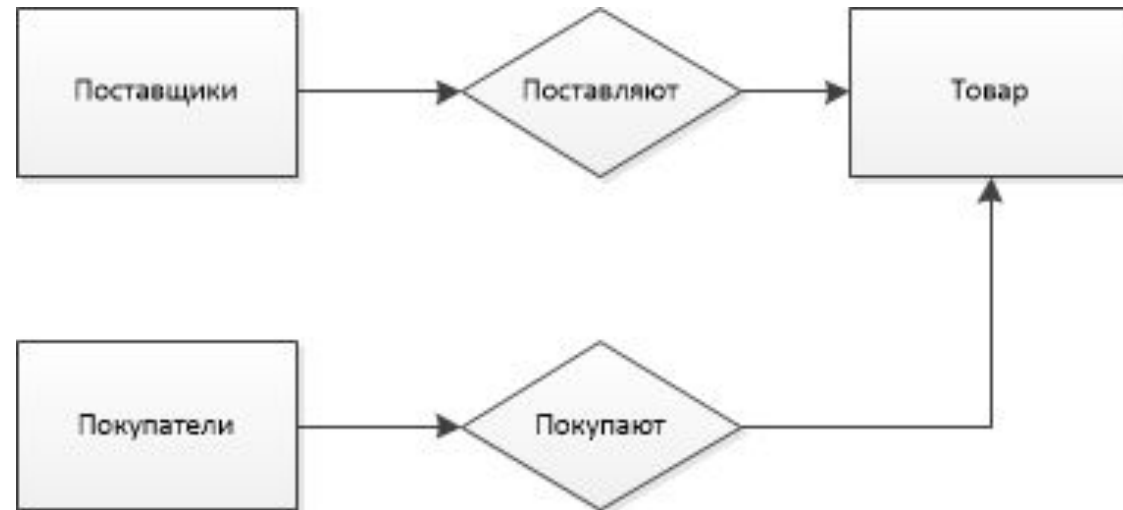 Поставщики
Поставляют
Товар
Покупатели
Покупают